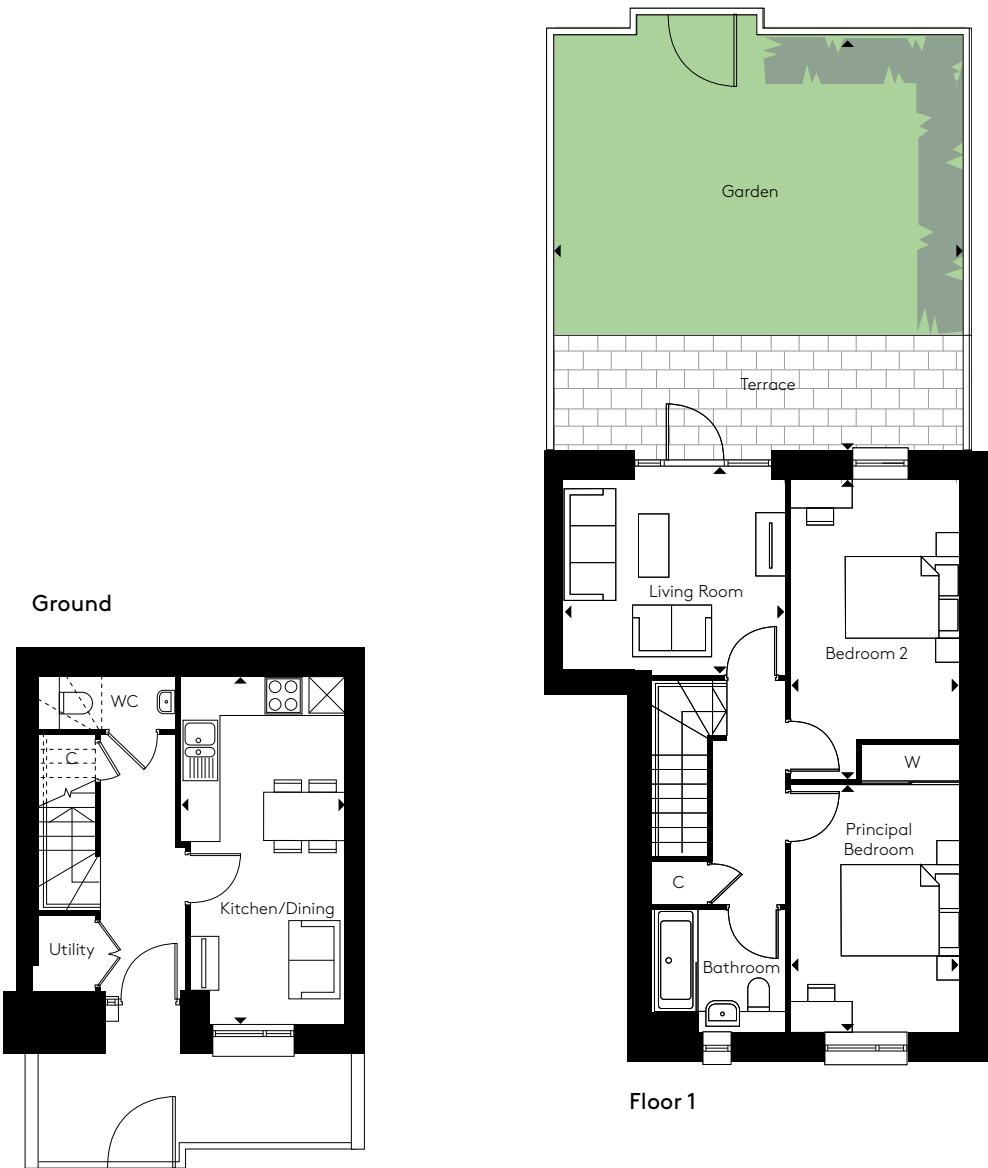 Ground
WC
C
Kitchen/Dining
Utility
Garden
Terrace
Living Room
Bedroom 2
W
Principal
Bedroom
C
Bathroom
Floor 1